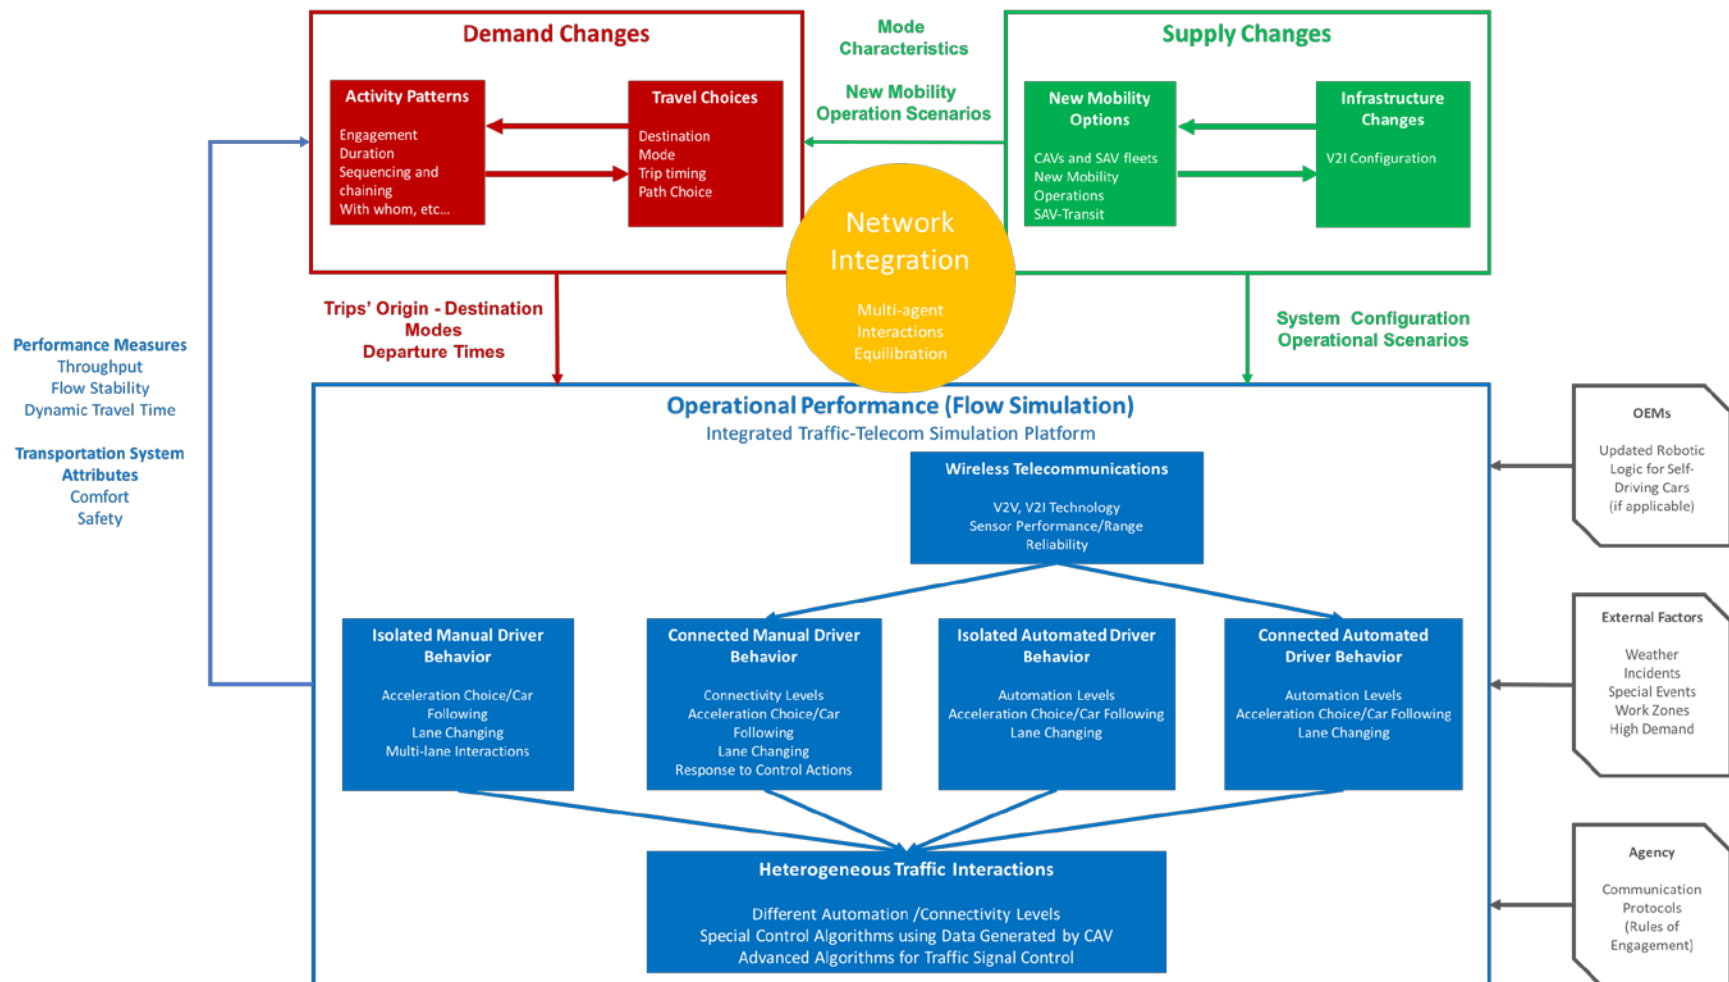 Demand Changes
Activity Patterns
Engagement
Duration
Sequencing and
chaining
With whom, etc...
Travel Choices
Destination
Mode
Trip timing
Path Choice
Mode
Characteristics
New Mobility
Operation Scenarios
Supply Changes
New Mobility
Options
CAVs and SAV fleets
New Mobility
Operations
SAV-Transit
Infrastructure
Changes
V2I Configuration
Network
Integration
Multi-agent
Interactions
Equilibration
Trips' Origin - Destination
Modes
Departure Times
System Configuration
Operational Scenarios
Performance Measures
Throughput
Flow Stability
Dynamic Travel Time
Transportation System
Attributes
Comfort
Safety
Operational Performance (Flow Simulation)
Integrated Traffic-Telecom Simulation Platform
Wireless Telecommunications
V2V, V2I Technology
Sensor Performance/Range
Reliability
Isolated Manual Driver
Behavior
Acceleration Choice/Car
Following
Lane Changing
Multi-lane Interactions
Connected Manual Driver
Behavior
Connectivity Levels
Acceleration Choice/Car
Following
Lane Changing
Response to Control Actions
Isolated Automated Driver
Behavior
Automation Levels
Acceleration Choice/Car Following
Lane Changing
Connected Automated
Driver Behavior
Automation Levels
Acceleration Choice/Car Following
Lane Changing
Heterogeneous Traffic Interactions
Different Automation /Connectivity Levels
Special Control Algorithms using Data Generated by CAV
Advanced Algorithms for Traffic Signal Control
OEMs
Updated Robotic
Logic for Self-
Driving Cars
(if applicable)
External Factors
Weather
Incidents
Special Events
Work Zones
High Demand
Agency
Communication
Protocols
(Rules of
Engagement)